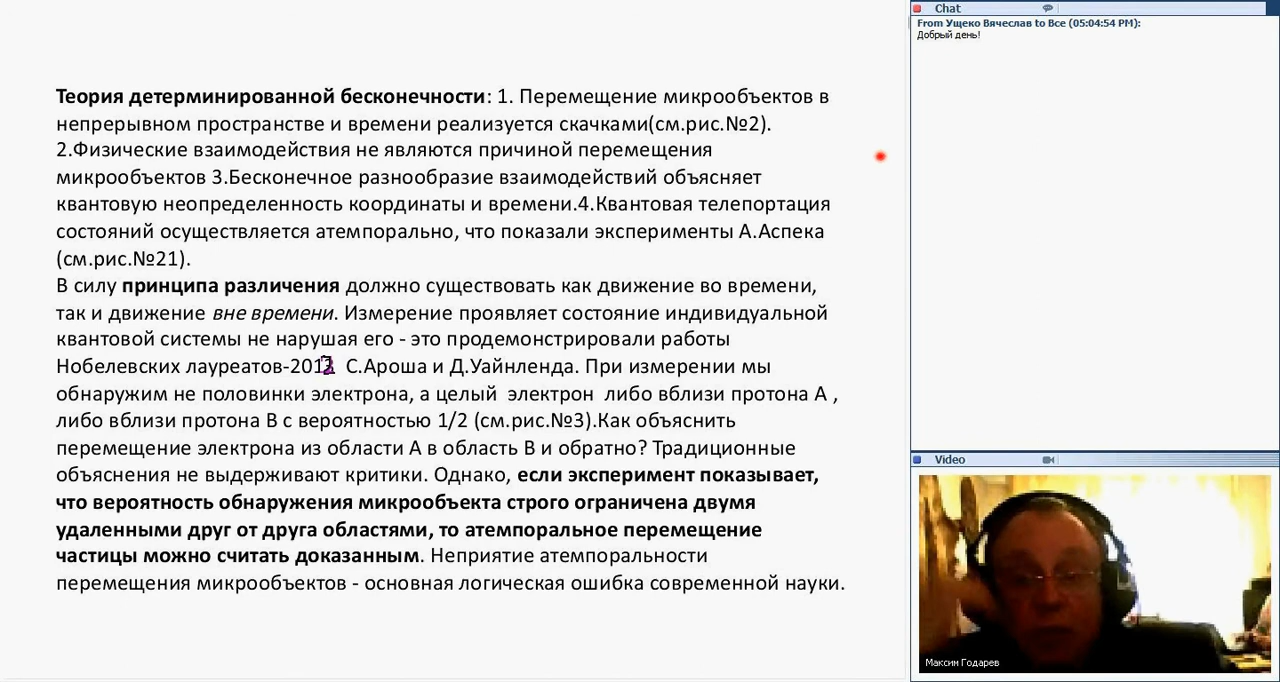 Теория детерминированной бесконечности: 1. Перемещение микрообъектов в
непрерывном пространстве и времени реализуется скачками(см.рис.№2).
2.Физические взаимодействия не являются причиной перемещения
микрообъектов 3.Бесконечное разнообразие взаимодействий объясняет
квантовую неопределенность координаты и времени.4.Квантовая телепортация
состояний осуществляется атемпорально, что показали эксперименты А.Аспека
(см.рис.№21).
В силу принципа различения должно существовать как движение во времени,
так и движение вне времени. Измерение проявляет состояние индивидуальной
квантовой системы не нарушая его - это продемонстрировали работы
Нобелевских лауреатов-2012 С.Ароша и Д.Уайнленда. При измерении мы
обнаружим не половинки электрона, а целый электрон либо вблизи протона А ,
либо вблизи протона В с вероятностью 1/2 (см.рис.№3).Как объяснить
перемещение электрона из области А в область В и обратно? Традиционные
объяснения не выдерживают критики. Однако, если эксперимент показывает,
что вероятность обнаружения микрообъекта строго ограничена двумя
удаленными друг от друга областями, то атемпоральное перемещение
частицы можно считать доказанным. Неприятие атемпоральности
перемещения микрообъектов - основная логическая ошибка современной науки.
Chat
From Ущеко Вячеслав to Все (05:04:54 PM):
Добрый день!
Video
Максим Годарев